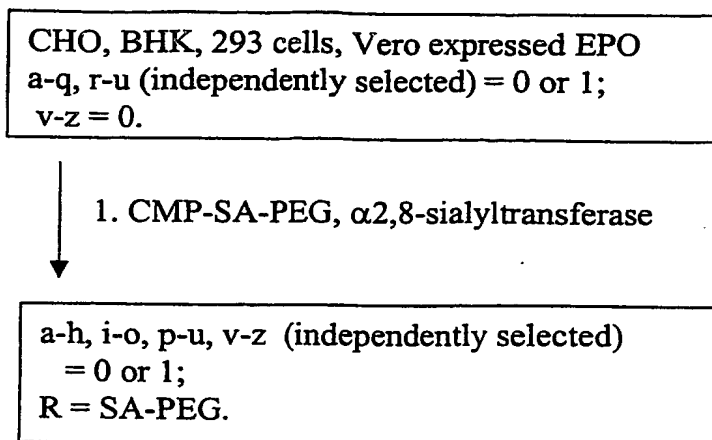 CHO, BHK, 293 cells, Vero expressed EPO
a-q, r-u (independently selected) = 0 or 1;
v-z = 0.
1. CMP-SA-PEG, α2,8-sialyltransferase
a-h, i-o, p-u, v-z (independently selected)
= 0 or 1;
R = SA-PEG.